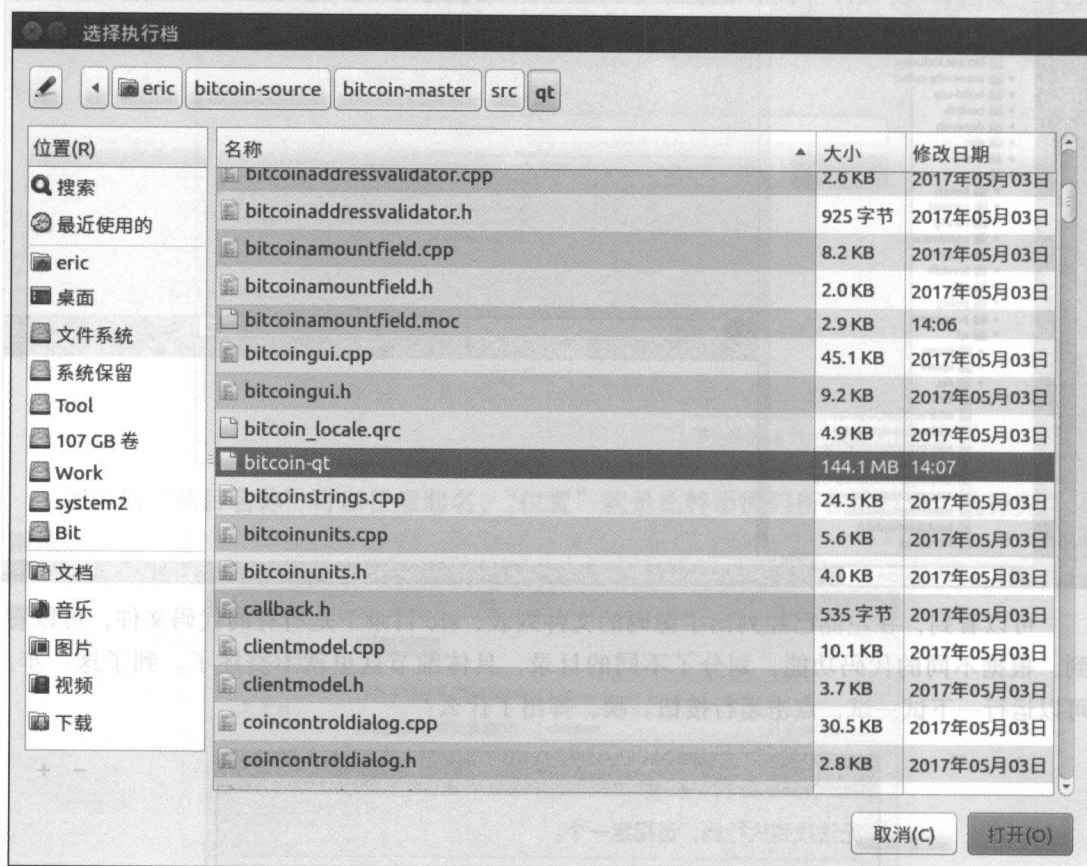 选择执行档
eric bitcoin-source bitcoin-master src qt
位置(R)
搜索
最近使用的
eric
桌面
文件系统
系统保留
Tool
107 GB 卷
Work
system2
Bit
文档
音乐
图片
视频
下载
名称 大小 修改日期
bitcoinaddressvalidator.cpp 2.6 KB 2017年05月03日
bitcoinaddressvalidator.h 925 字节 2017年05月03日
bitcoinamountfield.cpp 8.2 KB 2017年05月03日
bitcoinamountfield.h 2.0 KB 2017年05月03日
bitcoinamountfield.moc 2.9 KB 14:06
bitcoingui.cpp 45.1 KB 2017年05月03日
bitcoingui.h 9.2 KB 2017年05月03日
bitcoin_locale.qrc 4.9 KB 2017年05月03日
bitcoin-qt 144.1 MB 14:07
bitcoinstrings.cpp 24.5 KB 2017年05月03日
bitcoinunits.cpp 5.6 KB 2017年05月03日
bitcoinunits.h 4.0 KB 2017年05月03日
callback.h 535 字节 2017年05月03日
clientmodel.cpp 10.1 KB 2017年05月03日
clientmodel.h 3.7 KB 2017年05月03日
coincontroldialog.cpp 30.5 KB 2017年05月03日
coincontroldialog.h 2.8 KB 2017年05月03日
取消(C) 打开(O)